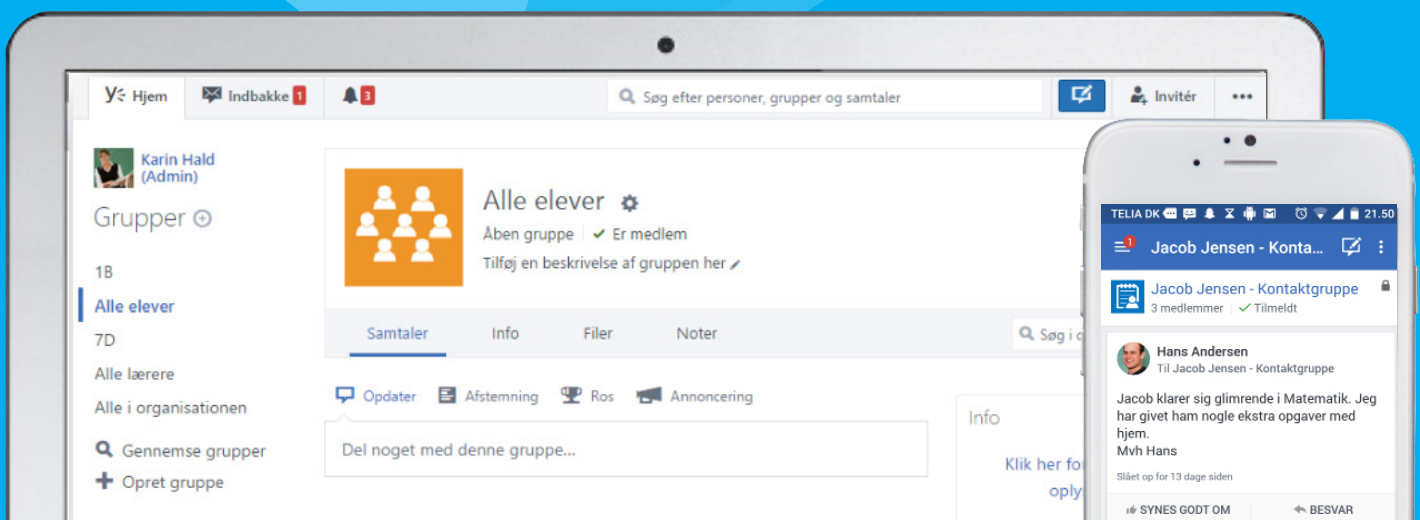 Hjem
Indbakke 1
3
Søg efter personer, grupper og samtaler
Invitér
Karin Hald
(Admin)
Grupper
1B
Alle elever
7D
Alle lærere
Alle i organisationen
Gennemse grupper
Opret gruppe
Alle elever
Åben gruppe Er medlem
Tilføj en beskrivelse af gruppen her
Samtaler Info Filer Noter
Søg i d
Opdater Afstemning Ros Annoncering
Del noget med denne gruppe...
Info
Klik her fo
oply
TELIA DK 21.50
1 Jacob Jensen - Konta...
Jacob Jensen - Kontaktgruppe
3 medlemmer Tilmeldt
Hans Andersen
Til Jacob Jensen - Kontaktgruppe
Jacob klarer sig glimrende i Matematik. Jeg
har givet ham nogle ekstra opgaver med
hjem.
Mvh Hans
Slået op for 13 dage siden
SYNES GODT OM BESVAR